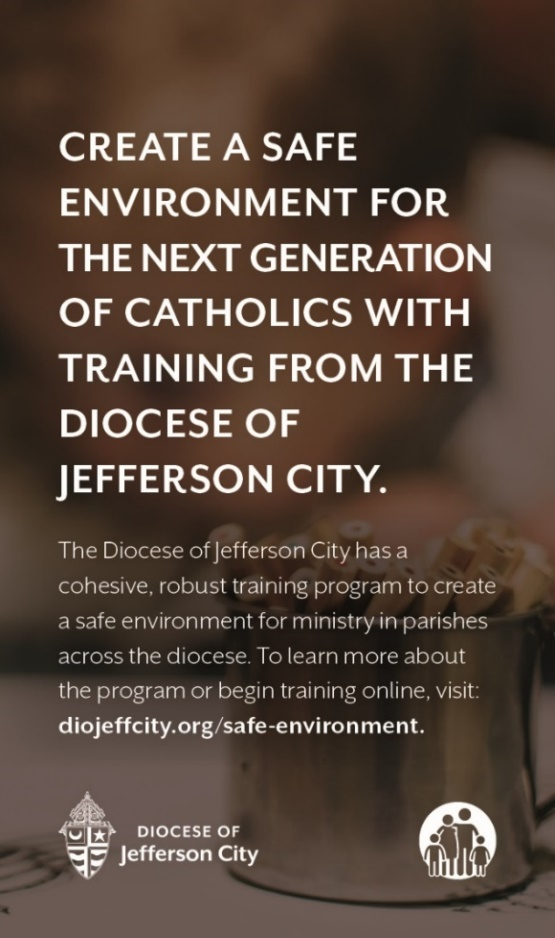 CREATE A SAFE
ENVIRONMENT FOR
THE NEXT GENERATION
OF CATHOLICS WITH
TRAINING FROM THE
DIOCESE OF
JEFFERSON CITY.
The Diocese of Jefferson City has a
cohesive, robust training program to create
a safe environment for ministry in parishes
across the diocese. To learn more about
the program or begin training online, visit:
diojeffcity.org/safe-environment.
DIOCESE OF
Jefferson City